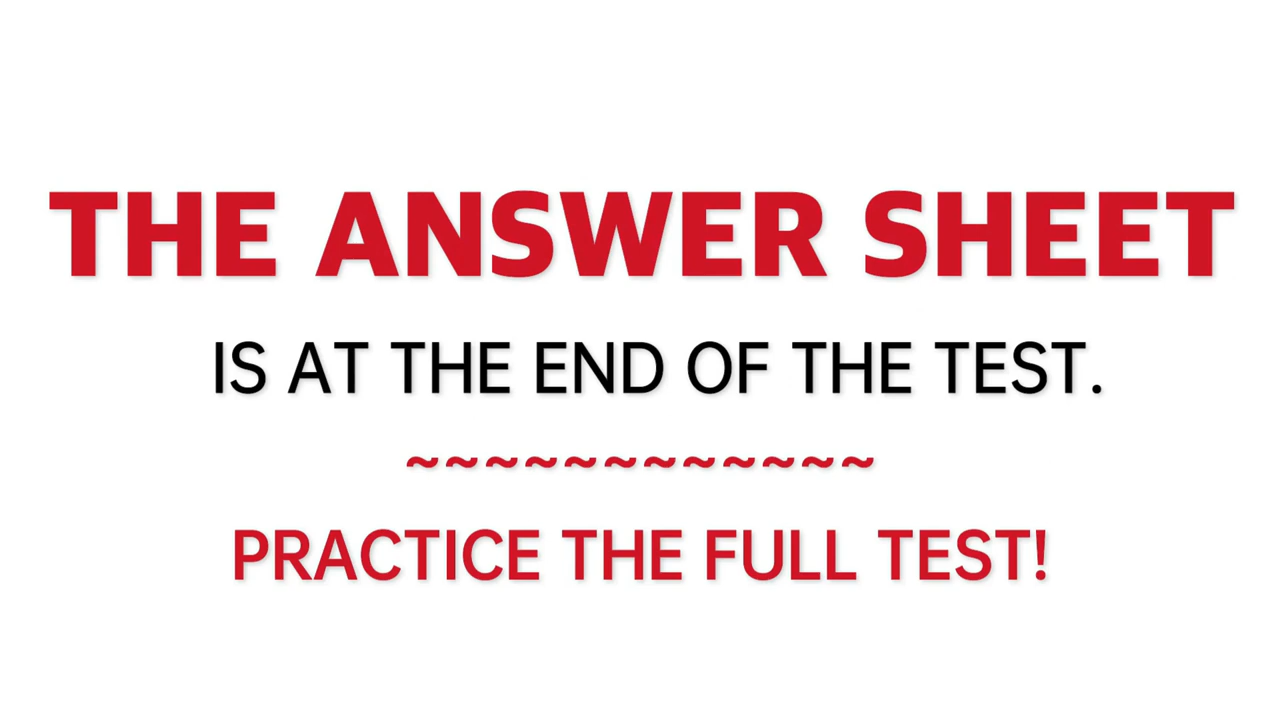 THE ANSWER SHEET
IS AT THE END OF THE TEST.
~~~~~~~~~~~~
PRACTICE THE FULL TEST!